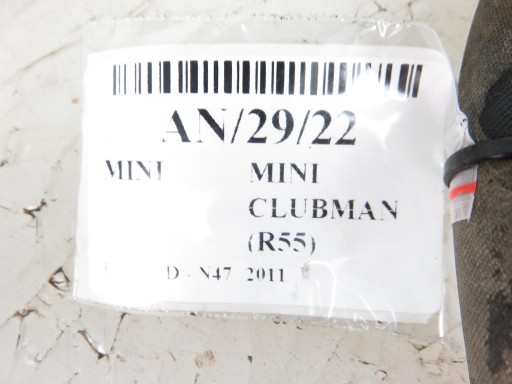 AN/29/22
MINI MINI
CLUBMAN
(R55)
D - N47 2011